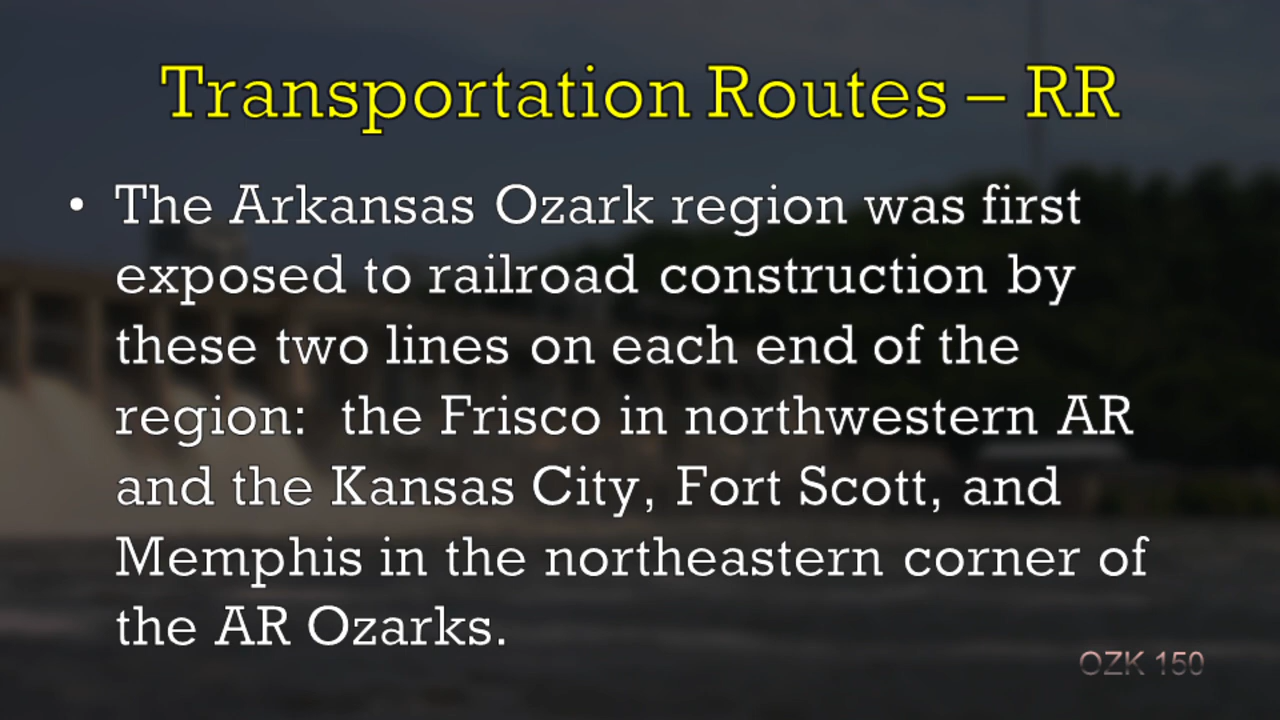 Transportation Routes – RR
• The Arkansas Ozark region was first
exposed to railroad construction by
these two lines on each end of the
region:  the Frisco in northwestern AR
and the Kansas City, Fort Scott, and
Memphis in the northeastern corner of
the AR Ozarks.
OZK 150